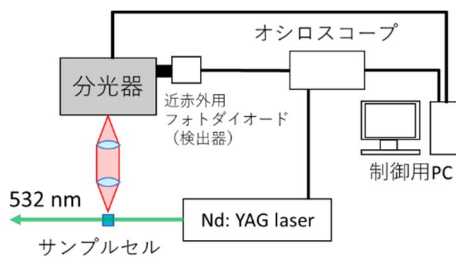 オシロスコープ
分光器
近赤外用
フォトダイオード
（検出器）
制御用PC
532 nm
Nd: YAG laser
サンプルセル